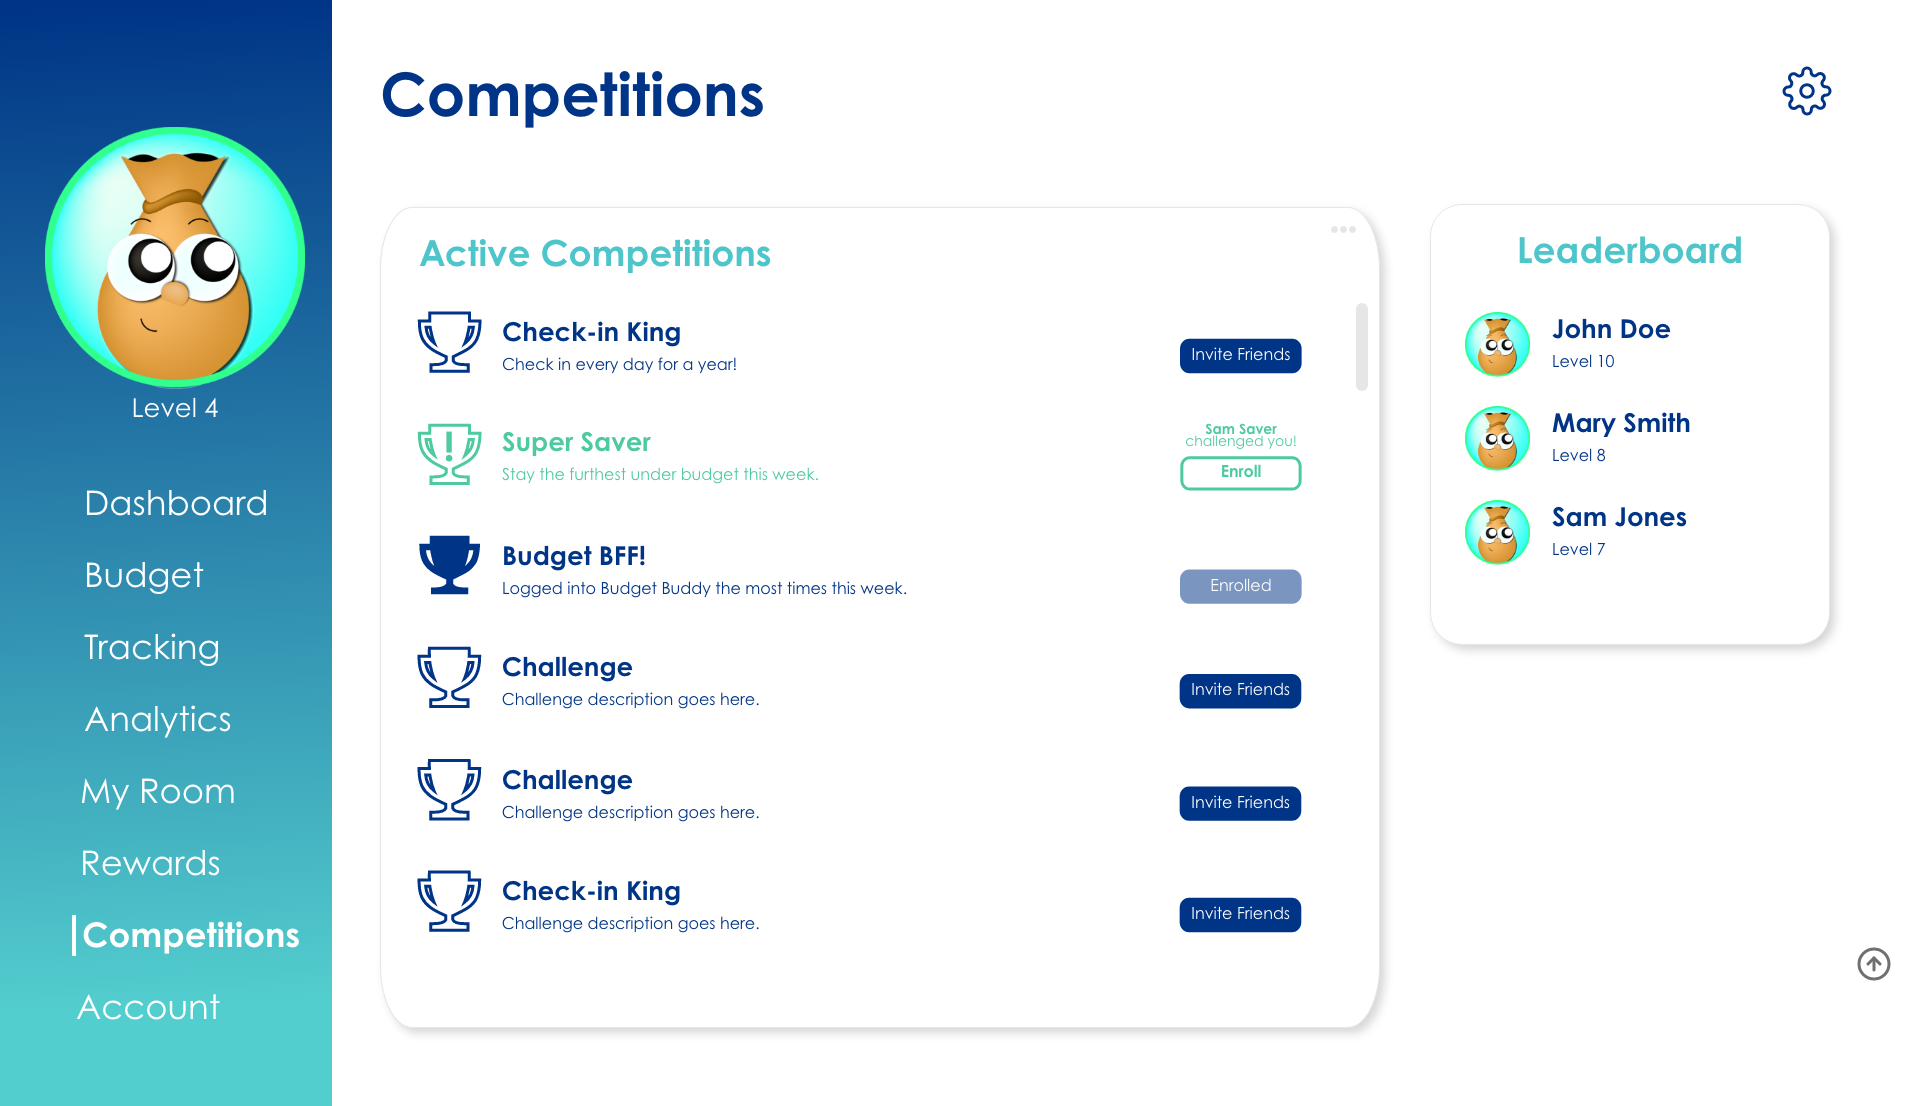 Level 4
Dashboard
Budget
Tracking
Analytics
My Room
Rewards
Competitions
Account
Competitions
Active Competitions
Check-in King
Check in every day for a year!
Invite Friends
Super Saver
Stay the furthest under budget this week.
Sam Saver
challenged you!
Enroll
Budget BFF!
Logged into Budget Buddy the most times this week.
Enrolled
Challenge
Challenge description goes here.
Invite Friends
Challenge
Challenge description goes here.
Invite Friends
Check-in King
Challenge description goes here.
Invite Friends
Leaderboard
John Doe
Level 10
Mary Smith
Level 8
Sam Jones
Level 7